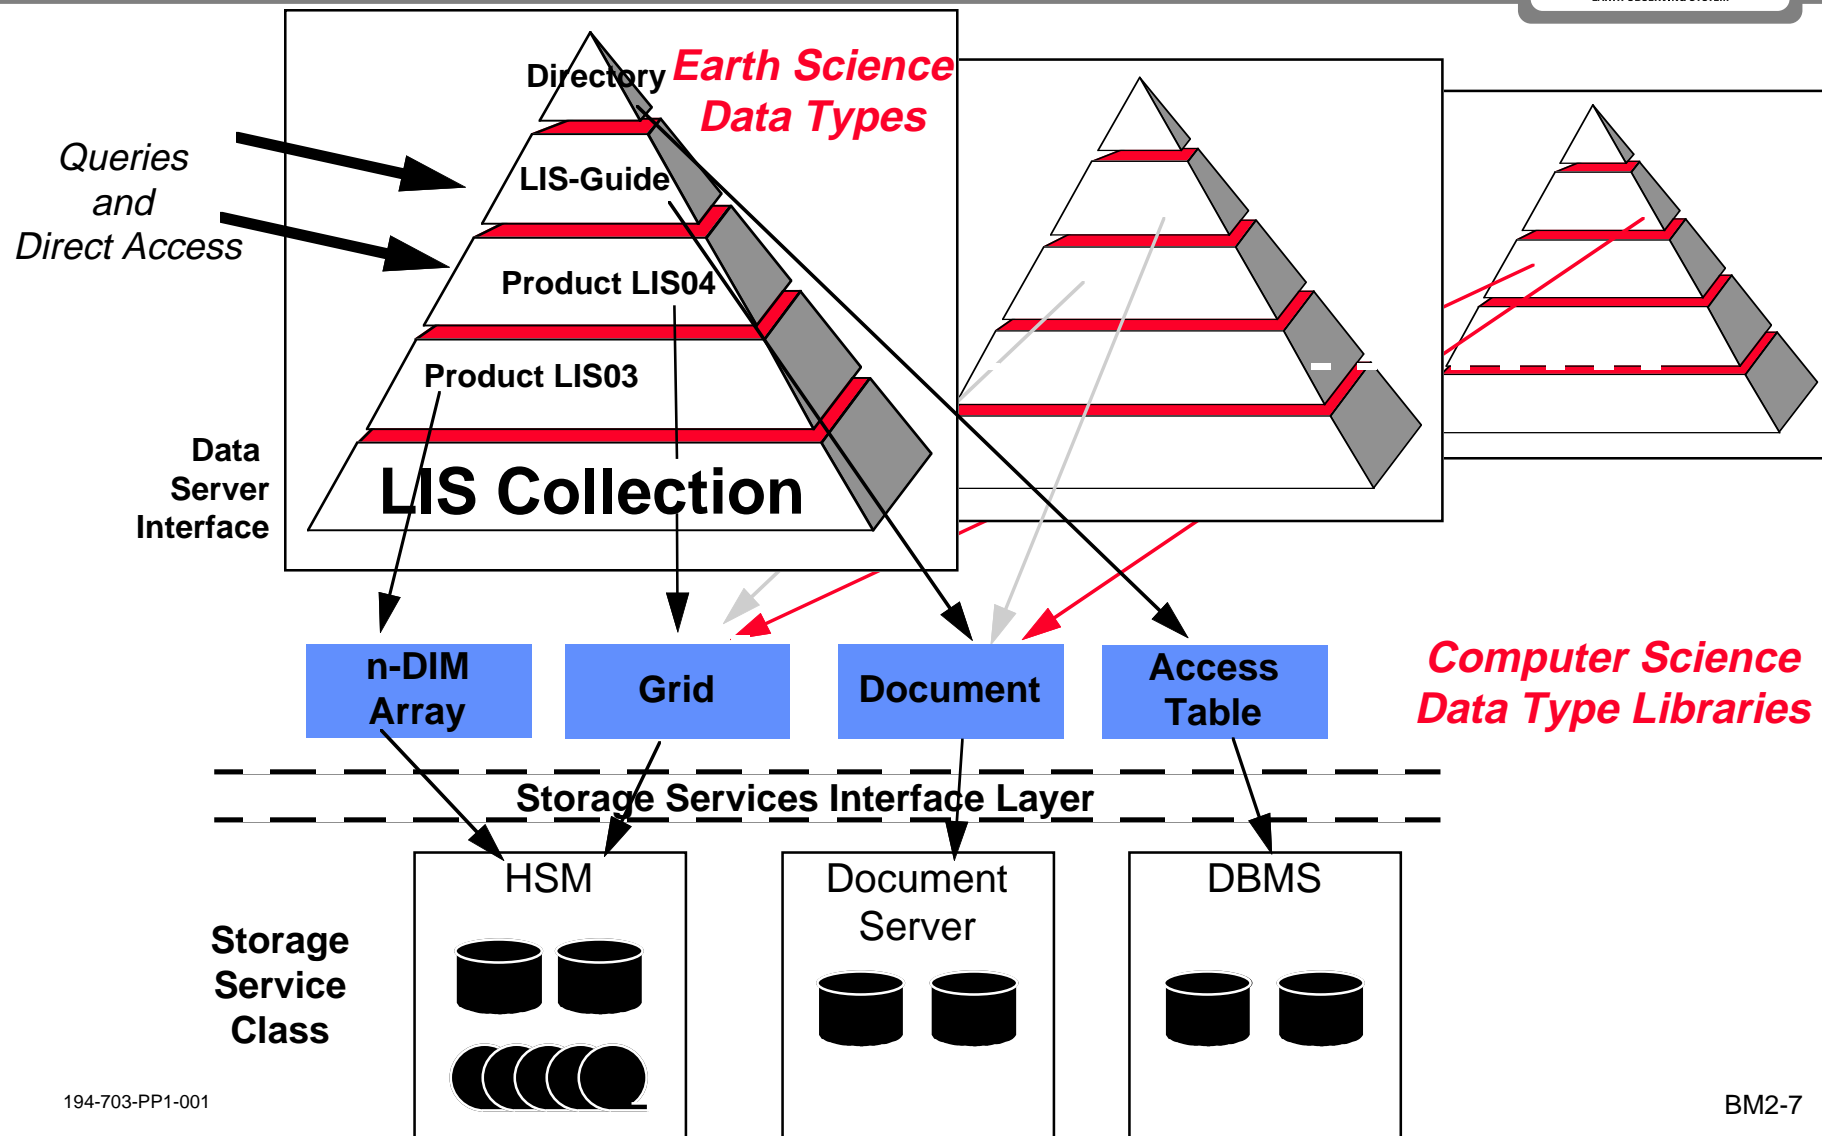 Directory
Earth Science
Data Types
Queries
and
Direct Access
LIS-Guide
Product LIS04
Product LIS03
Data
Server
Interface
LIS Collection
n-DIM
Array
Grid
Document
Access
Table
Computer Science
Data Type Libraries
Storage Services Interface Layer
HSM
Document
Server
DBMS
Storage
Service
Class
194-703-PP1-001
BM2-7